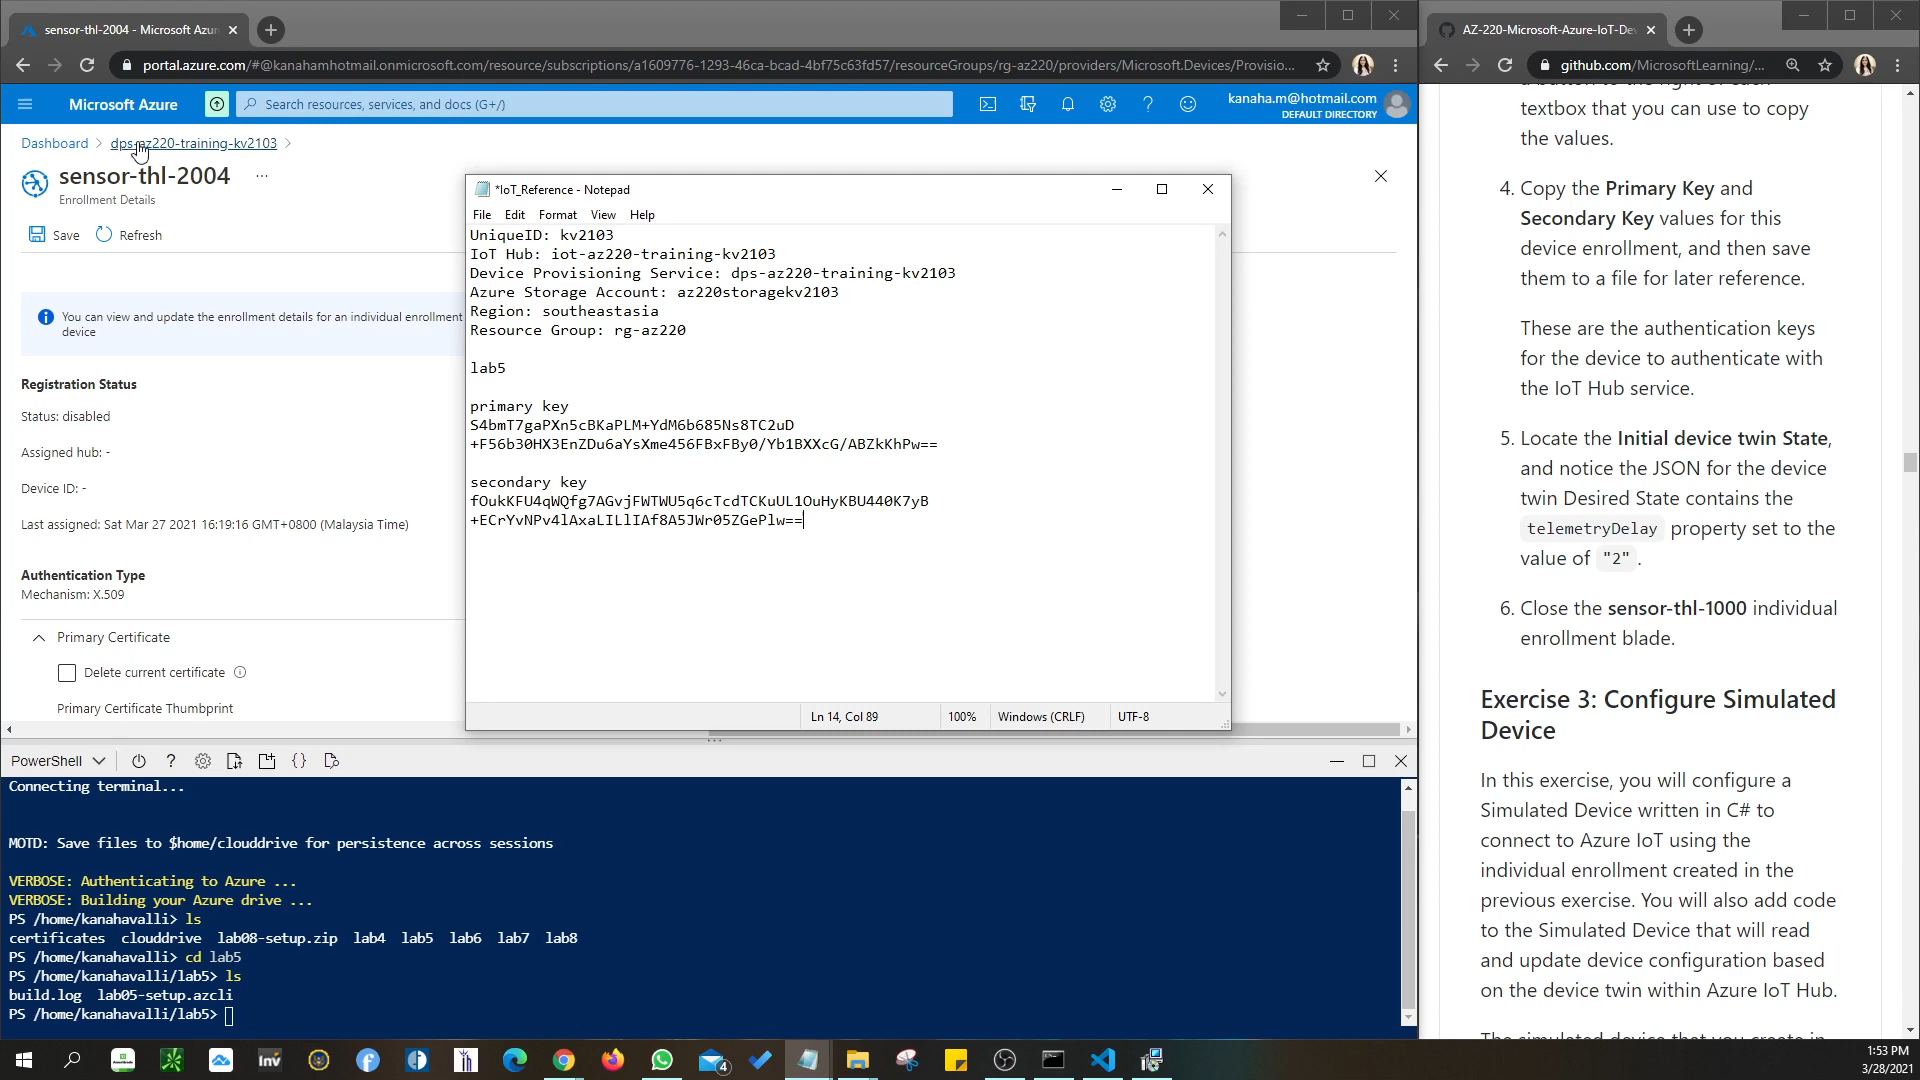 sensor-thl-2004 - Microsoft Azur
portal.azure.com/#@kanahamhotmail.onmicrosoft.com/resource/subscriptions/a1609776-1293-46ca-bcad-4bf75c63fd57/resourceGroups/rg-az220/providers/Microsoft.Devices/Provisio...
Microsoft Azure
Search resources, services, and docs (G+/)
kanaha.m@hotmail.com
DEFAULT DIRECTORY
Dashboard > dps-az220-training-kv2103 >
sensor-thl-2004 ...
Enrollment Details
Save Refresh
You can view and update the enrollment details for an individual enrollment
device
Registration Status
Status: disabled
Assigned hub: -
Device ID: -
Last assigned: Sat Mar 27 2021 16:19:16 GMT+0800 (Malaysia Time)
Authentication Type
Mechanism: X.509
Primary Certificate
Delete current certificate
Primary Certificate Thumbprint
*IoT_Reference - Notepad
File Edit Format View Help
UniqueID: kv2103
IoT Hub: iot-az220-training-kv2103
Device Provisioning Service: dps-az220-training-kv2103
Azure Storage Account: az220storagekv2103
Region: southeastasia
Resource Group: rg-az220
lab5
primary key
S4bmT7gaPXn5cBKaPLM+YdM6b685Ns8TC2uD
+F56b30HX3EnZDu6aYsXme456FBxFBy0/Yb1BXXcG/ABZkKhPw==
secondary key
fOukKFU4qWQfg7AGvjFWTWU5q6cTcdTCKuUL1OuHyKBU440K7yB
+ECrYvNPv4lAxaLILlIAf8A5JWr05ZGePlw==
Ln 14, Col 89 100% Windows (CRLF) UTF-8
PowerShell
Connecting terminal...
MOTD: Save files to $home/clouddrive for persistence across sessions
VERBOSE: Authenticating to Azure ...
VERBOSE: Building your Azure drive ...
PS /home/kanahavalli> ls
certificates clouddrive lab08-setup.zip lab4 lab5 lab6 lab7 lab8
PS /home/kanahavalli> cd lab5
PS /home/kanahavalli/lab5> ls
build.log lab05-setup.azcli
PS /home/kanahavalli/lab5>
AZ-220-Microsoft-Azure-IoT-Dev
github.com/MicrosoftLearning/...
textbox that you can use to copy
the values.
4. Copy the Primary Key and
Secondary Key values for this
device enrollment, and then save
them to a file for later reference.
These are the authentication keys
for the device to authenticate with
the IoT Hub service.
5. Locate the Initial device twin State,
and notice the JSON for the device
twin Desired State contains the
telemetryDelay property set to the
value of "2".
6. Close the sensor-thl-1000 individual
enrollment blade.
Exercise 3: Configure Simulated
Device
In this exercise, you will configure a
Simulated Device written in C# to
connect to Azure IoT using the
individual enrollment created in the
previous exercise. You will also add code
to the Simulated Device that will read
and update device configuration based
on the device twin within Azure IoT Hub.
Inv
4
1:53 PM
3/28/2021